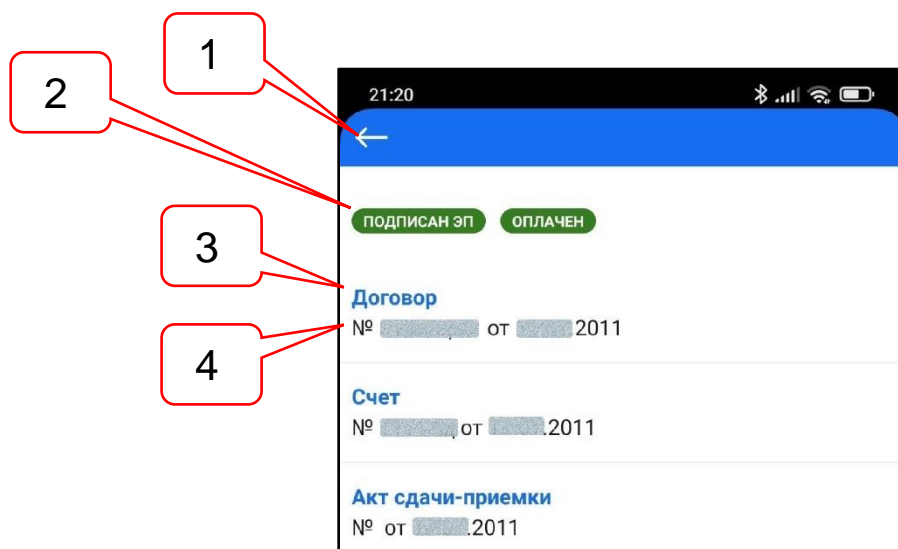 1
2
21:20
ПОДПИСАН ЭП ОПЛАЧЕН
3
Договор
№ от 2011
4
Счет
№ от .2011
Акт сдачи-приемки
№ от .2011